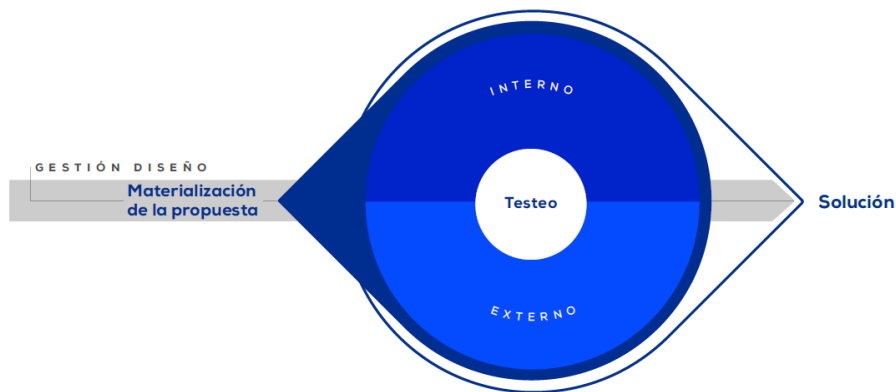 INTERNO
GESTIÓN DISEÑO
Materialización
de la propuesta
Testeo
Solución
EXTERNO